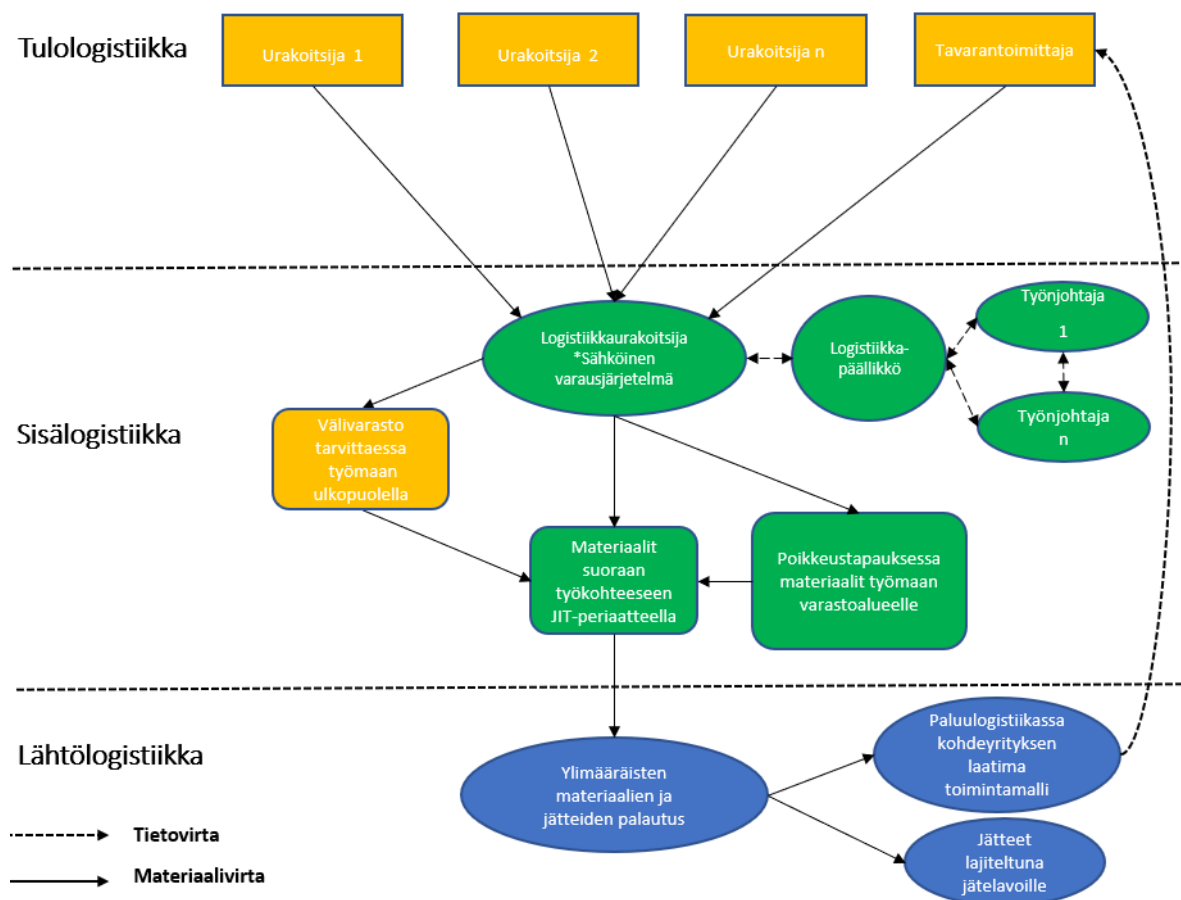 Tulologistiikka
Urakoitsija 1
Urakoitsija 2
Urakoitsija n
Tavarantoimittaja
Logistiikkaurakoitsija
*Sähköinen
varausjärjetelmä
Logistiikka-
päällikkö
Työnjohtaja
1
Työnjohtaja
n
Sisälogistiikka
Välivarasto
tarvittaessa
työmaan
ulkopuolella
Materiaalit
suoraan
työkohteeseen
JIT-periaatteella
Poikkeustapauksessa
materiaalit työmaan
varastoalueelle
Lähtölogistiikka
Ylimääräisten
materiaalien ja
jätteiden palautus
Paluulogistiikassa
kohdeyrityksen
laatima
toimintamalli
Jätteet
lajiteltuna
jätelavoille
Tietovirta
Materiaalivirta